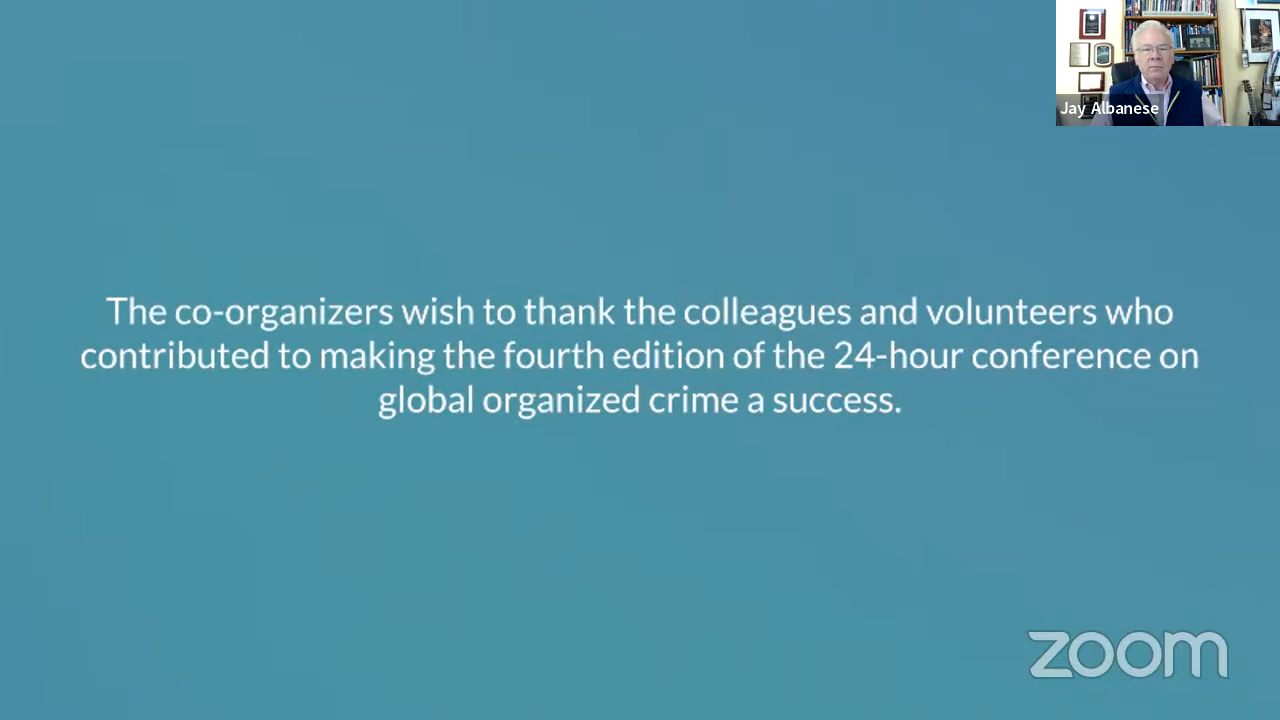 Jay Albanese
The co-organizers wish to thank the colleagues and volunteers who
contributed to making the fourth edition of the 24-hour conference on
global organized crime a success.
zoom